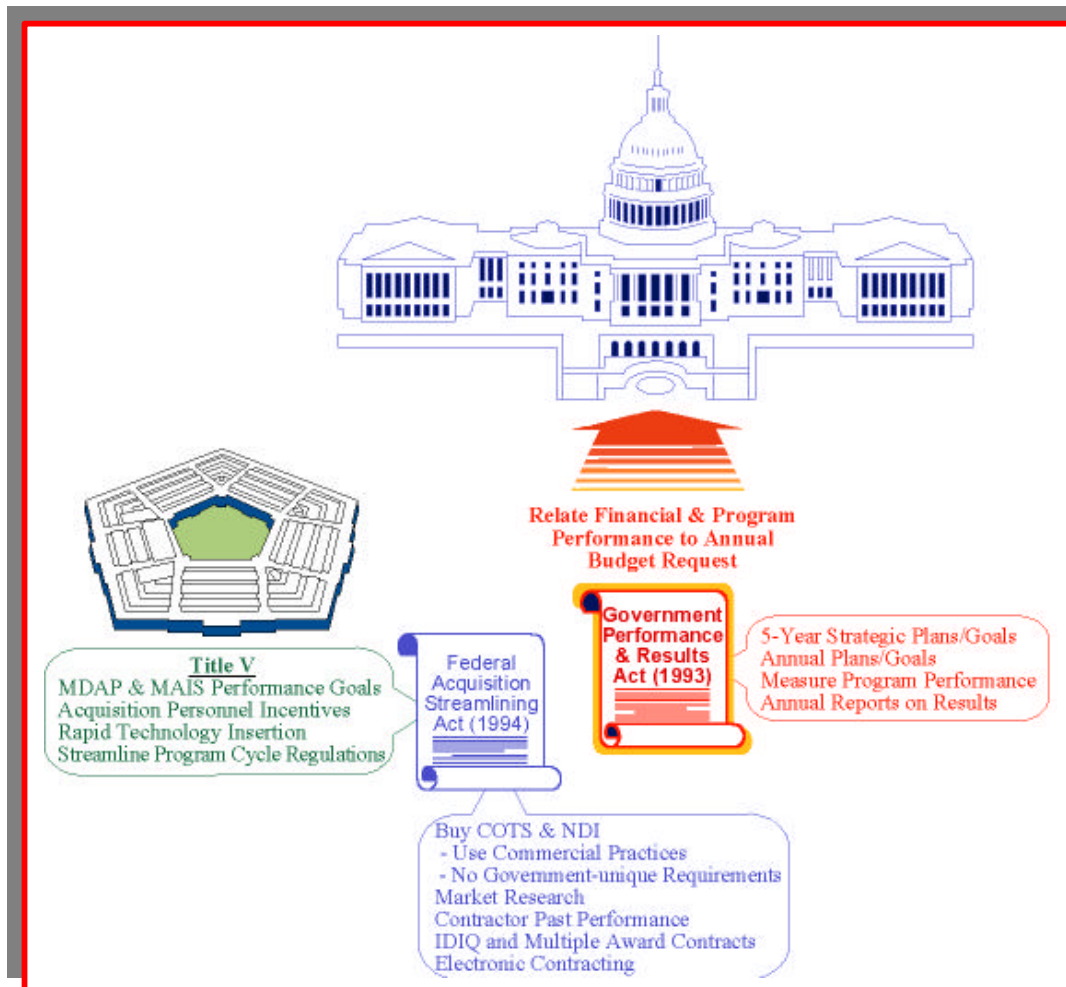 Relate Financial & Program
Performance to Annual
Budget Request
Government
Performance
& Results
Act (1993)
5-Year Strategic Plans/Goals
Annual Plans/Goals
Measure Program Performance
Annual Reports on Results
Federal
Acquisition
Streamlining
Act (1994)
Title V
MDAP & MAIS Performance Goals
Acquisition Personnel Incentives
Rapid Technology Insertion
Streamline Program Cycle Regulations
Buy COTS & NDI
- Use Commercial Practices
- No Government-unique Requirements
Market Research
Contractor Past Performance
IDIQ and Multiple Award Contracts
Electronic Contracting